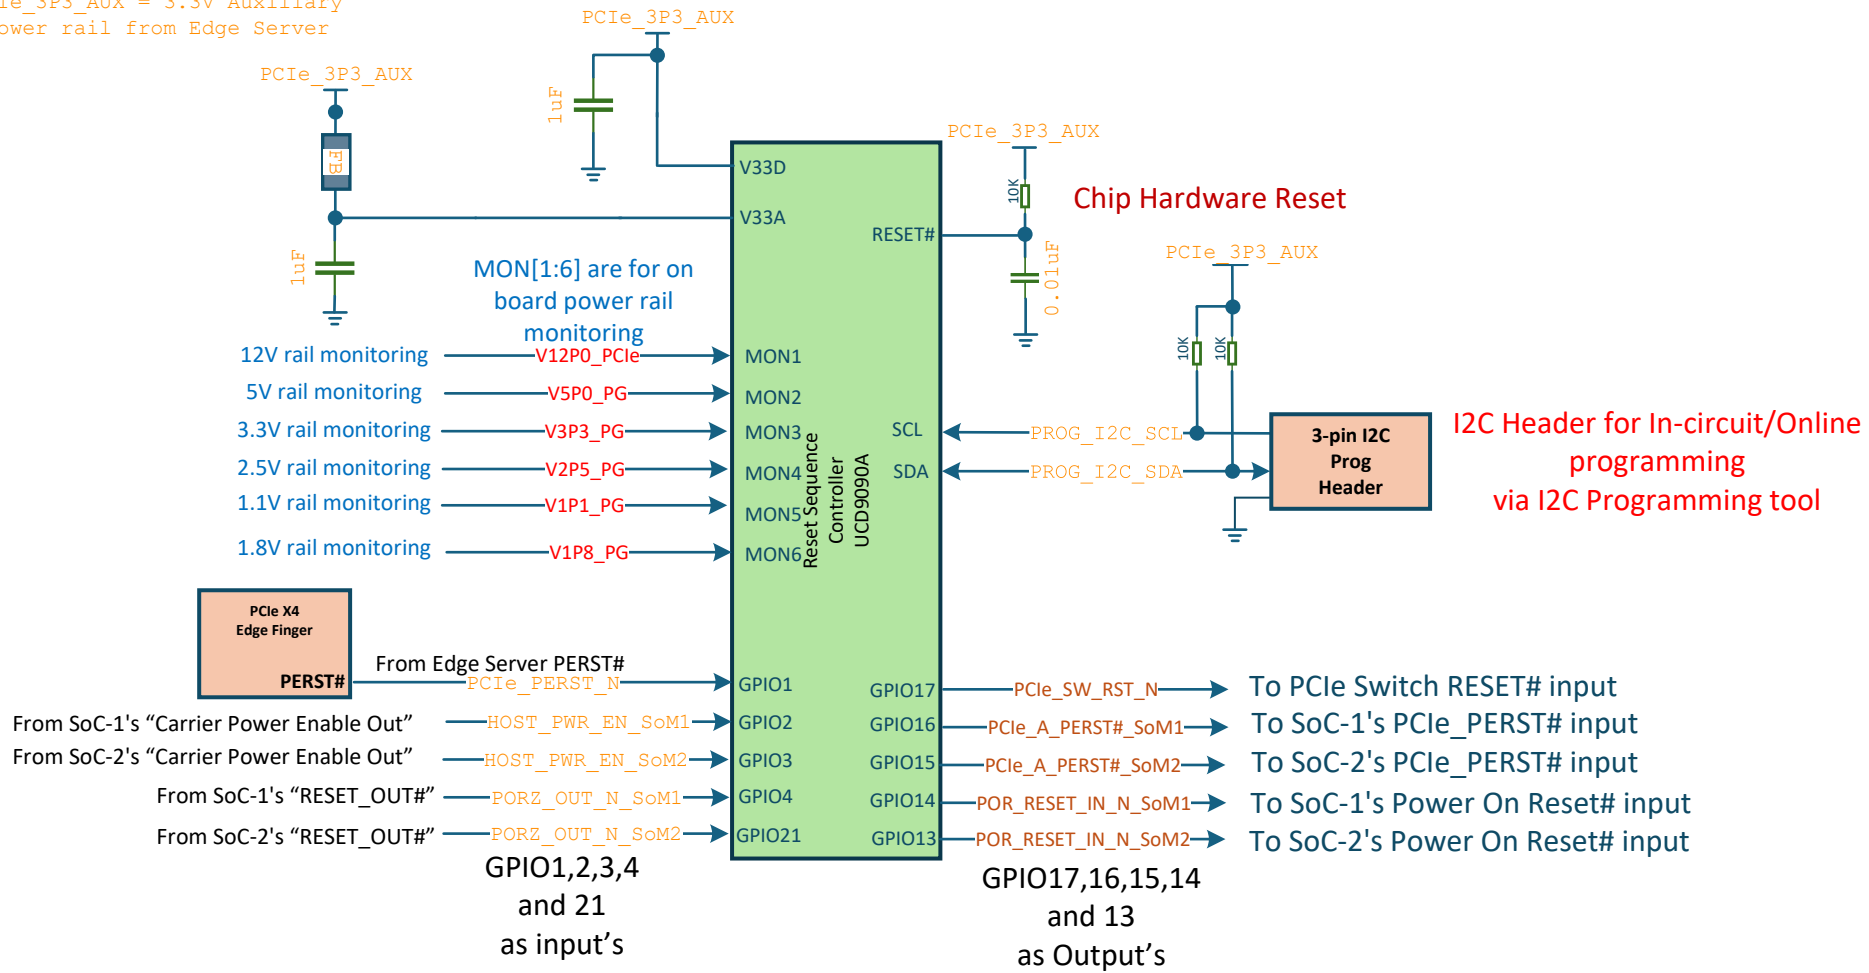 PCIe_3P3_AUX
Ie_3P3_AUX = 3.3V Auxiliary
ower rail from Edge Server
PCIe_3P3_AUX
1uF
FB
V33D
V33A
1uF
PCIe_3P3_AUX
10K
Chip Hardware Reset
RESET#
0.01uF
PCIe_3P3_AUX
10K
10K
MON[1:6] are for on
board power rail
monitoring
12V rail monitoring V12P0_PCIe MON1
5V rail monitoring V5P0_PG MON2
3.3V rail monitoring V3P3_PG MON3
2.5V rail monitoring V2P5_PG MON4
1.1V rail monitoring V1P1_PG MON5
1.8V rail monitoring V1P8_PG MON6
Reset Sequence
Controller
UCD9090A
SCL PROG_I2C_SCL
SDA PROG_I2C_SDA
3-pin I2C
Prog
Header
I2C Header for In-circuit/Online
programming
via I2C Programming tool
PCIe X4
Edge Finger
PERST#
From Edge Server PERST#
PCIe_PERST_N GPIO1
From SoC-1's “Carrier Power Enable Out” HOST_PWR_EN_SoM1 GPIO2
From SoC-2's “Carrier Power Enable Out” HOST_PWR_EN_SoM2 GPIO3
From SoC-1's “RESET_OUT#” PORZ_OUT_N_SoM1 GPIO4
From SoC-2's “RESET_OUT#” PORZ_OUT_N_SoM2 GPIO21
GPIO1,2,3,4
and 21
as input’s
GPIO17 PCIe_SW_RST_N To PCIe Switch RESET# input
GPIO16 PCIe_A_PERST#_SoM1 To SoC-1's PCIe_PERST# input
GPIO15 PCIe_A_PERST#_SoM2 To SoC-2's PCIe_PERST# input
GPIO14 POR_RESET_IN_N_SoM1 To SoC-1's Power On Reset# input
GPIO13 POR_RESET_IN_N_SoM2 To SoC-2's Power On Reset# input
GPIO17,16,15,14
and 13
as Output’s